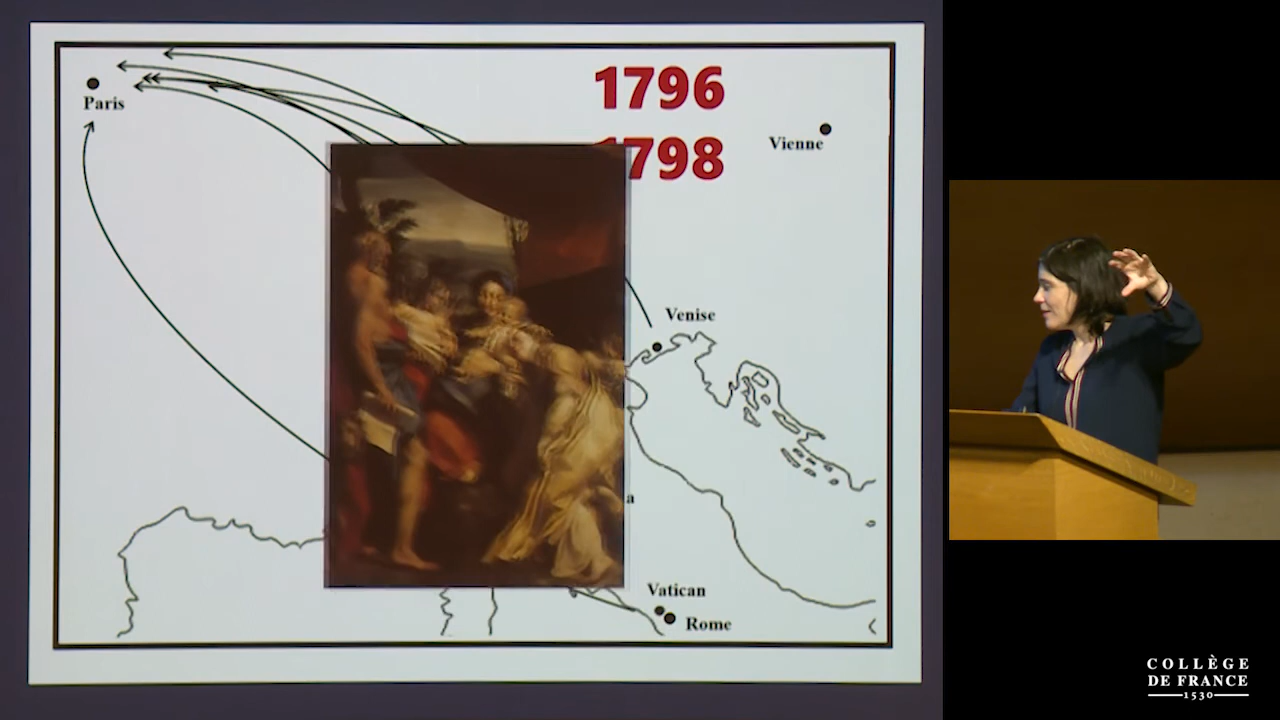 1796
1798
Paris
Vienne
Venise
a
Vatican
Rome
COLLÈGE
DE FRANCE
1530